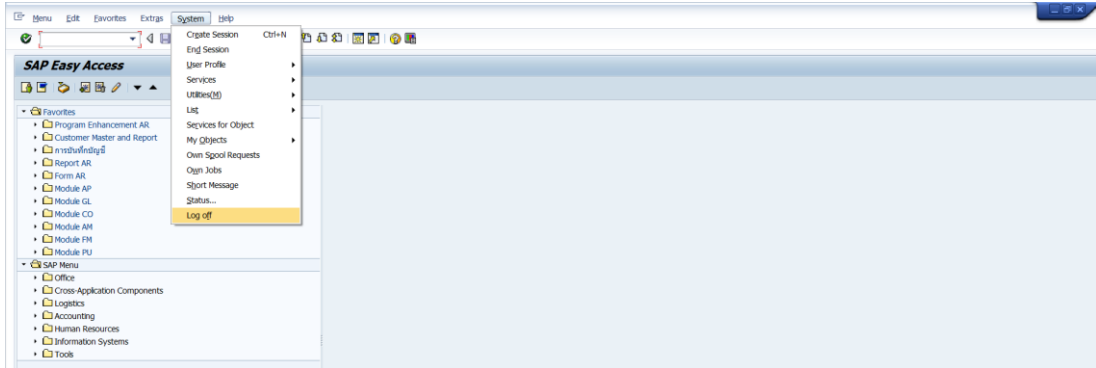 Menu Edit Favorites Extras System Help
Create Session Ctrl+N
End Session
User Profile
Services
Utilities(M)
List
Services for Object
My Objects
Own Spool Requests
Own Jobs
Short Message
Status...
Log off
SAP Easy Access
Favorites
Program Enhancement AR
Customer Master and Report
การบันทึกบัญชี
Report AR
Form AR
Module AP
Module GL
Module CO
Module AM
Module FM
Module PU
SAP Menu
Office
Cross-Application Components
Logistics
Accounting
Human Resources
Information Systems
Tools